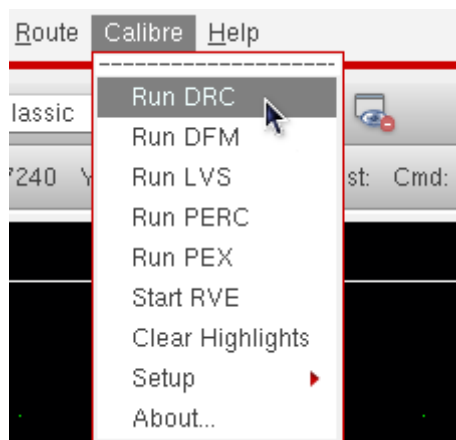 Route Calibre Help
Run DRC
lassic
Run DFM
7240 Y st: Cmd:
Run LVS
Run PERC
Run PEX
Start RVE
Clear Highlights
Setup
About...